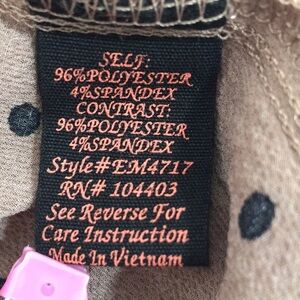 SELF:
96%POLYESTER
4%SPANDEX
CONTRAST:
96%POLYESTER
4%SPANDEX
Style#EM4717
RN# 104403
See Reverse For
Care Instruction
Made in Vietnam